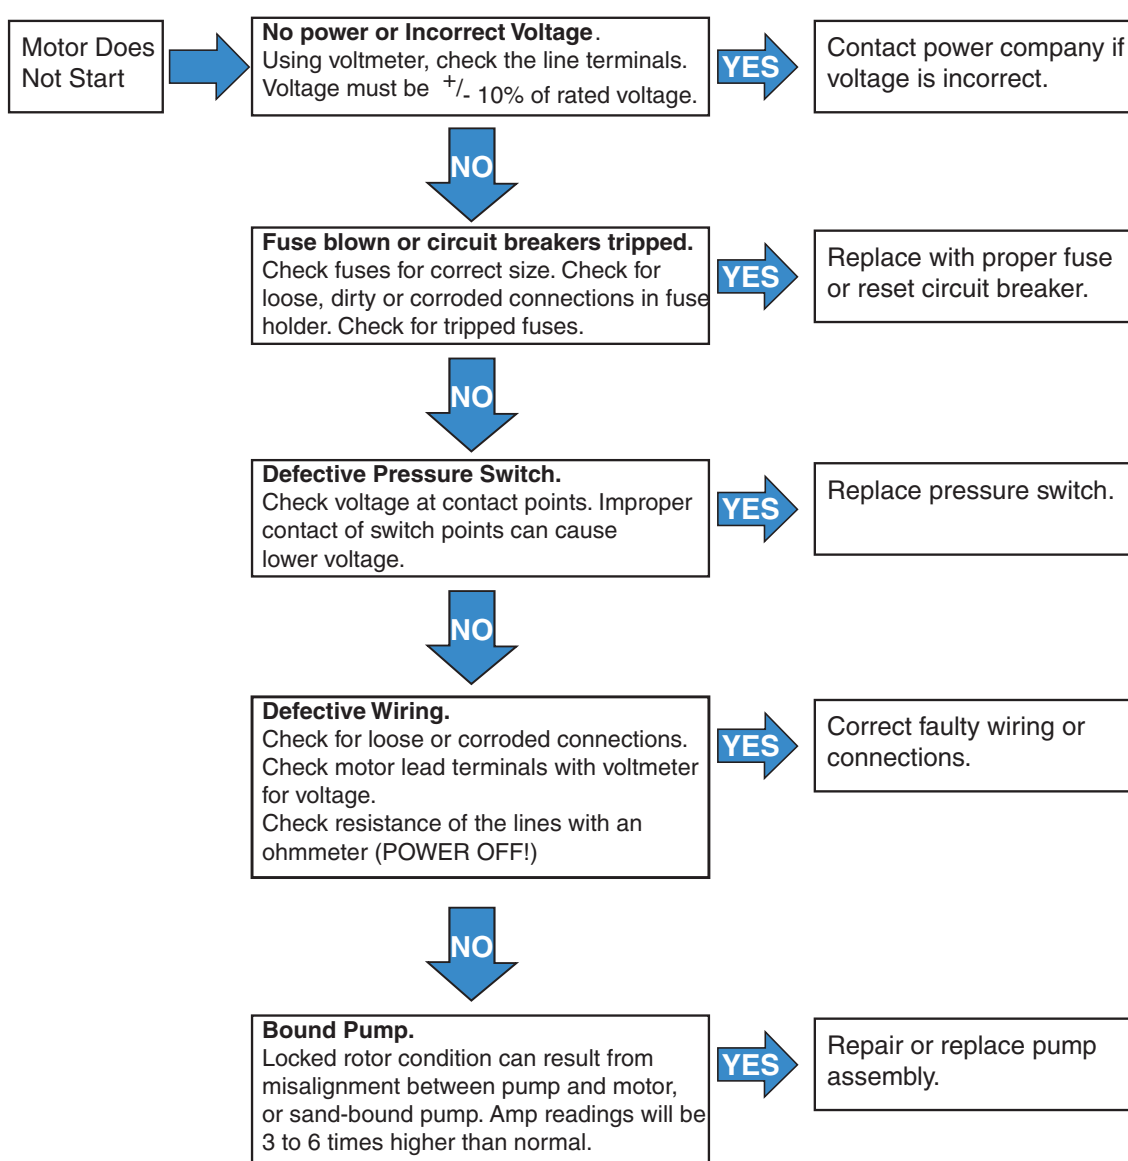 Motor Does
Not Start
No power or Incorrect Voltage.
Using voltmeter, check the line terminals.
Voltage must be +/- 10% of rated voltage.
YES
Contact power company if
voltage is incorrect.
NO
Fuse blown or circuit breakers tripped.
Check fuses for correct size. Check for
loose, dirty or corroded connections in fuse
holder. Check for tripped fuses.
YES
Replace with proper fuse
or reset circuit breaker.
NO
Defective Pressure Switch.
Check voltage at contact points. Improper
contact of switch points can cause
lower voltage.
YES
Replace pressure switch.
NO
Defective Wiring.
Check for loose or corroded connections.
Check motor lead terminals with voltmeter
for voltage.
Check resistance of the lines with an
ohmmeter (POWER OFF!)
YES
Correct faulty wiring or
connections.
NO
Bound Pump.
Locked rotor condition can result from
misalignment between pump and motor,
or sand-bound pump. Amp readings will be
3 to 6 times higher than normal.
YES
Repair or replace pump
assembly.